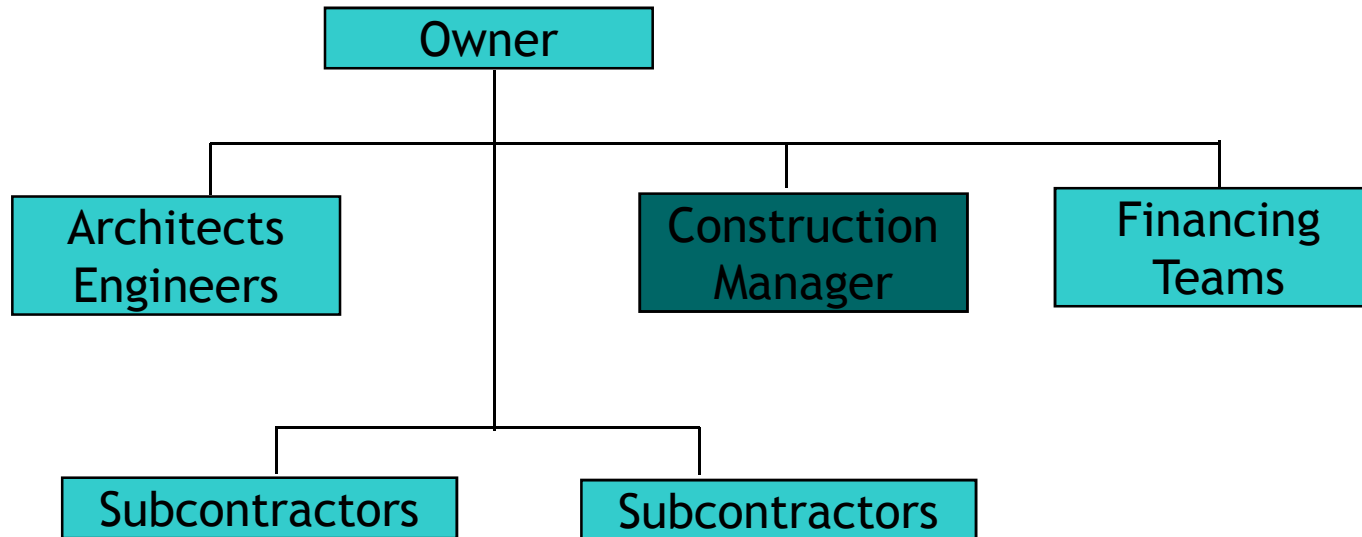 Owner
Architects
Engineers
Construction
Manager
Financing
Teams
Subcontractors
Subcontractors